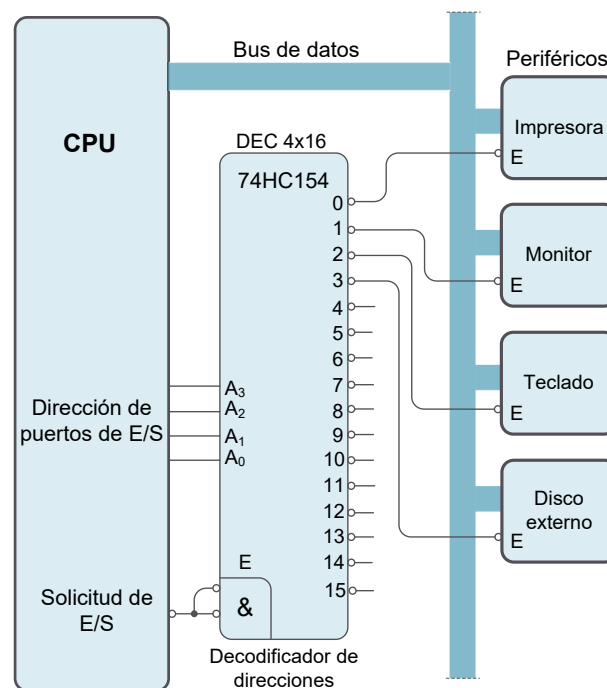 Bus de datos
Periféricos
CPU
DEC 4x16
74HC154
0
1
2
3
4
5
6
7
8
9
10
11
12
13
14
15
A3
A2
A1
A0
Dirección de
puertos de E/S
Solicitud de
E/S
E
&
Decodificador de
direcciones
Impresora
E
Monitor
E
Teclado
E
Disco
externo
E